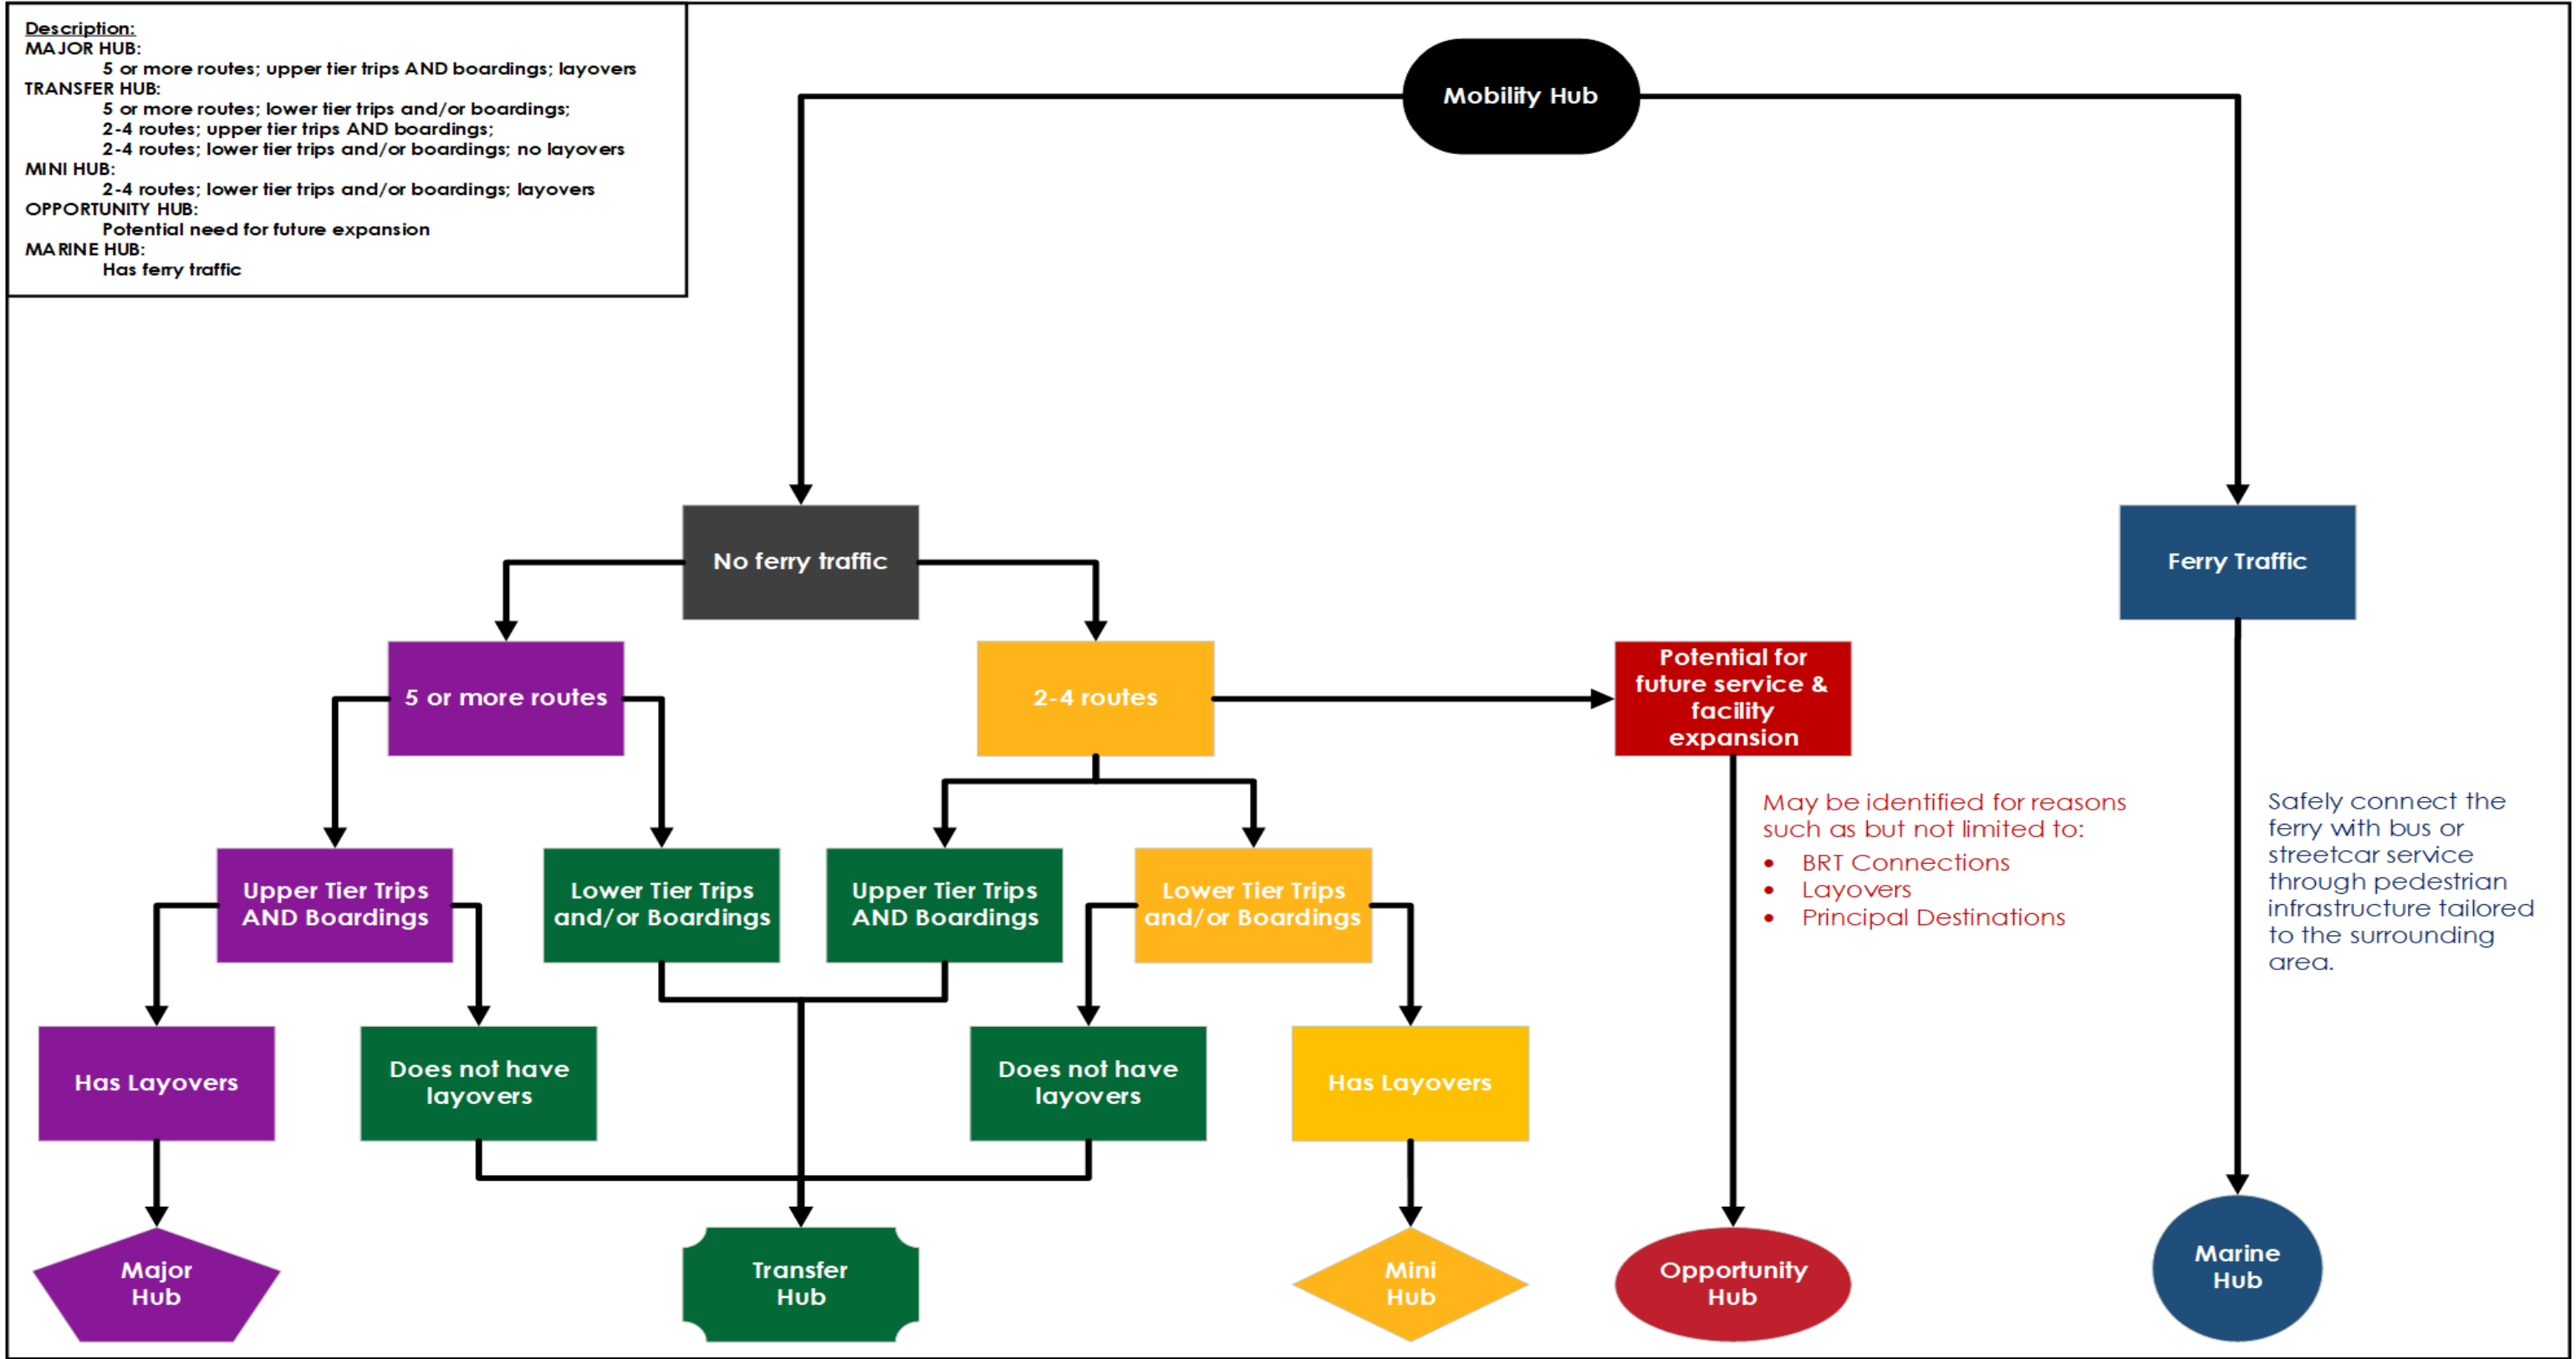 Description:
MAJOR HUB:
5 or more routes; upper tier trips AND boardings; layovers
TRANSFER HUB:
5 or more routes; lower tier trips and/or boardings;
2-4 routes; upper tier trips AND boardings;
2-4 routes; lower tier trips and/or boardings; no layovers
MINI HUB:
2-4 routes; lower tier trips and/or boardings; layovers
OPPORTUNITY HUB:
Potential need for future expansion
MARINE HUB:
Has ferry traffic
Mobility Hub
No ferry traffic
Ferry Traffic
5 or more routes
2-4 routes
Potential for
future service &
facility
expansion
May be identified for reasons
such as but not limited to:
• BRT Connections
• Layovers
• Principal Destinations
Safely connect the
ferry with bus or
streetcar service
through pedestrian
infrastructure tailored
to the surrounding
area.
Upper Tier Trips
AND Boardings
Lower Tier Trips
and/or Boardings
Upper Tier Trips
AND Boardings
Lower Tier Trips
and/or Boardings
Has Layovers
Does not have
layovers
Does not have
layovers
Has Layovers
Major
Hub
Transfer
Hub
Mini
Hub
Opportunity
Hub
Marine
Hub